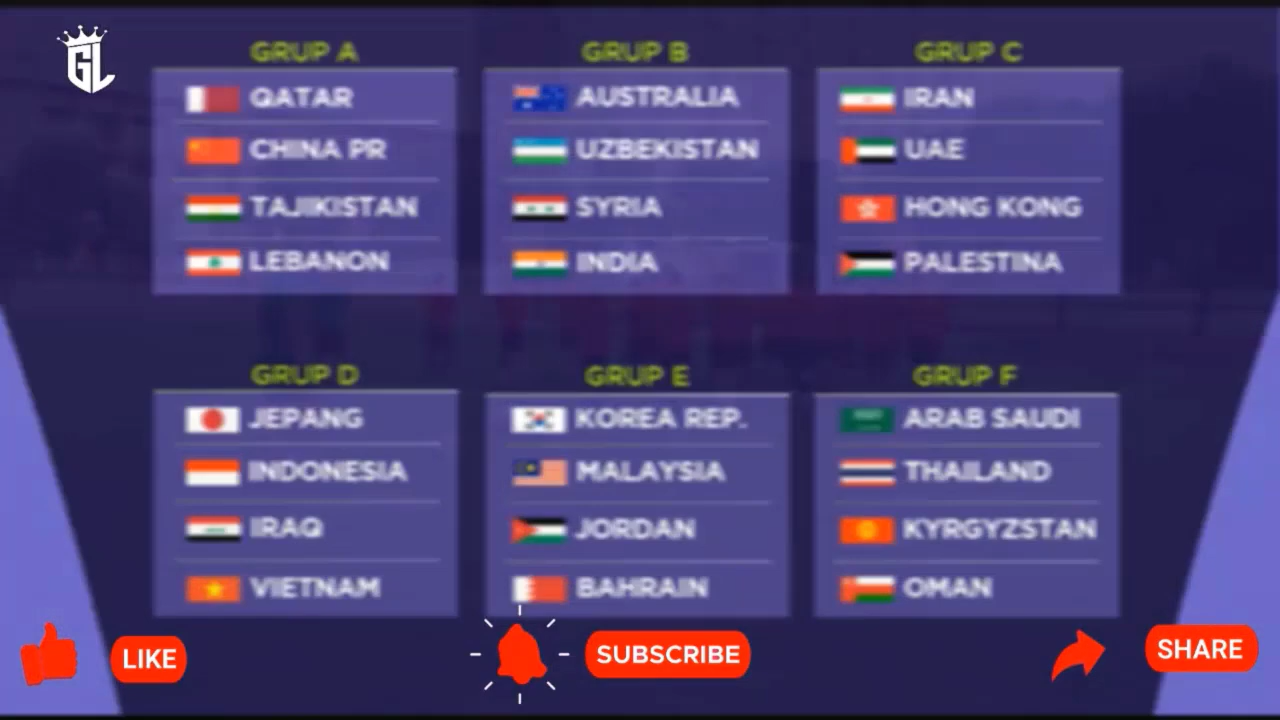 GL
GRUP A
QATAR
CHINA PR
TAJIKISTAN
LEBANON
GRUP B
AUSTRALIA
UZBEKISTAN
SYRIA
INDIA
GRUP C
IRAN
UAE
HONG KONG
PALESTINA
GRUP D
JEPANG
INDONESIA
IRAQ
VIETNAM
GRUP E
KOREA REP.
MALAYSIA
JORDAN
BAHRAIN
GRUP F
ARAB SAUDI
THAILAND
KYRGYZSTAN
OMAN
LIKE
SUBSCRIBE
SHARE